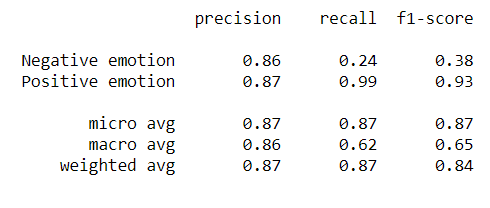 precision recall f1-score
Negative emotion 0.86 0.24 0.38
Positive emotion 0.87 0.99 0.93
micro avg 0.87 0.87 0.87
macro avg 0.86 0.62 0.65
weighted avg 0.87 0.87 0.84